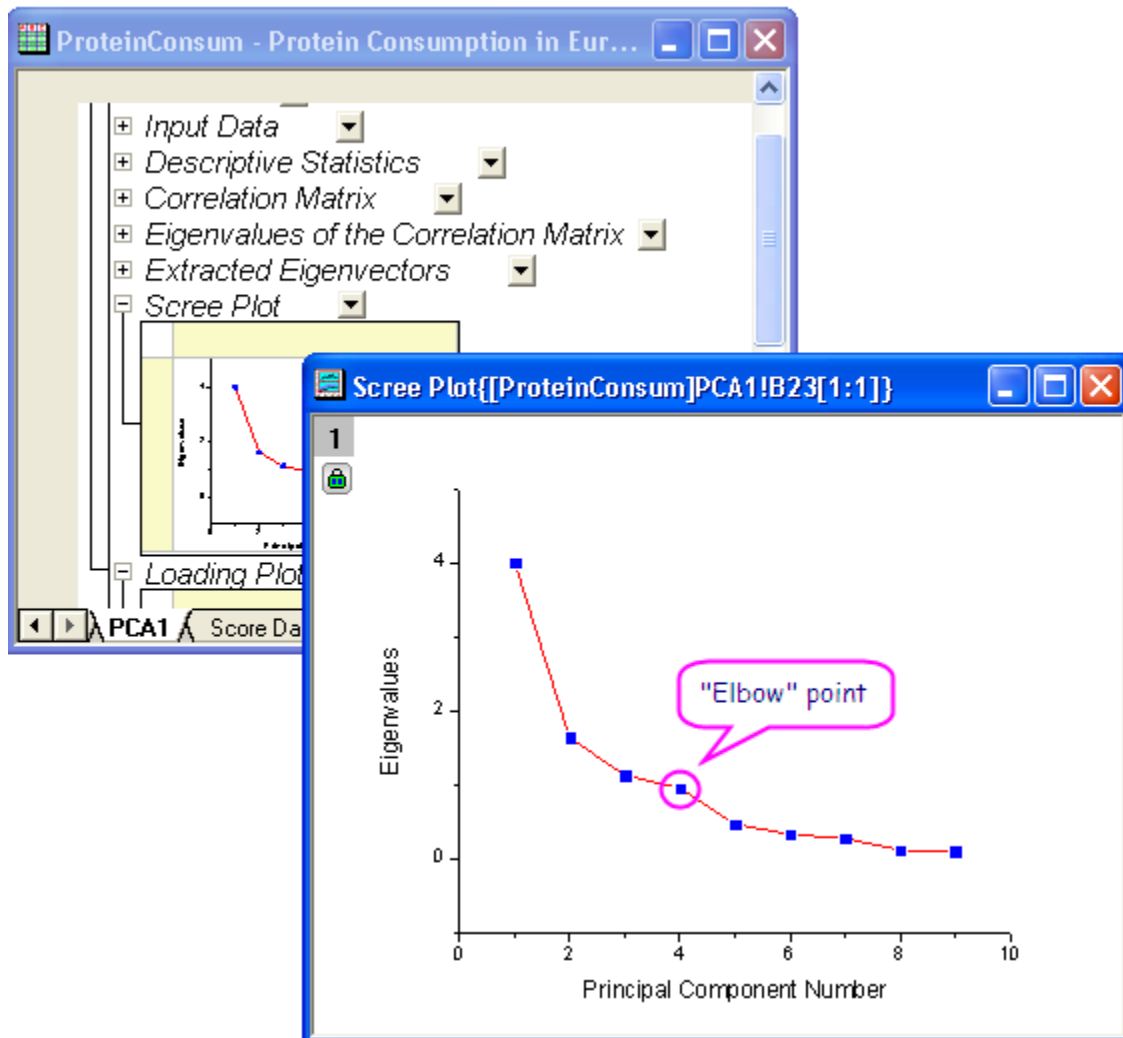 ProteinConsum - Protein Consumption in Eur...
Input Data
Descriptive Statistics
Correlation Matrix
Eigenvalues of the Correlation Matrix
Extracted Eigenvectors
Scree Plot
4
2
Loading Plot
PCA1
Score Da
Scree Plot{[ProteinConsum]PCA1!B23[1:1]}
1
Eigenvalues
4
2
0
"Elbow" point
0 2 4 6 8 10
Principal Component Number